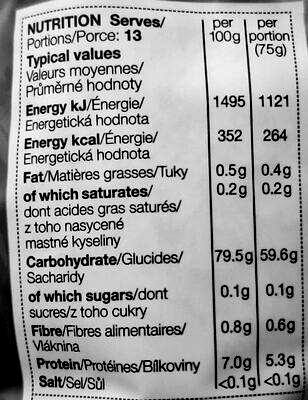 NUTRITION Serves/ per per
Portions/Porce: 13 100g portion
Typical values (75g)
Valeurs moyennes/
Průměrné hodnoty
Energy kJ/Énergie/ 1495 1121
Energetická hodnota
Energy kcal/Énergie/ 352 264
Energetická hodnota
Fat/Matières grasses/Tuky 0.5g 0.4g
of which saturates/ 0.2g 0.2g
dont acides gras saturés/
z toho nasycené
mastné kyseliny
Carbohydrate/Glucides/ 79.5g 59.6g
Sacharidy
of which sugars/dont 0.1g 0.1g
sucres/z toho cukry
Fibre/Fibres alimentaires/ 0.8g 0.6g
Vláknina
Protein/Protéines/Bílkoviny 7.0g 5.3g
Salt/Sel/Sůl <0.1g <0.1g